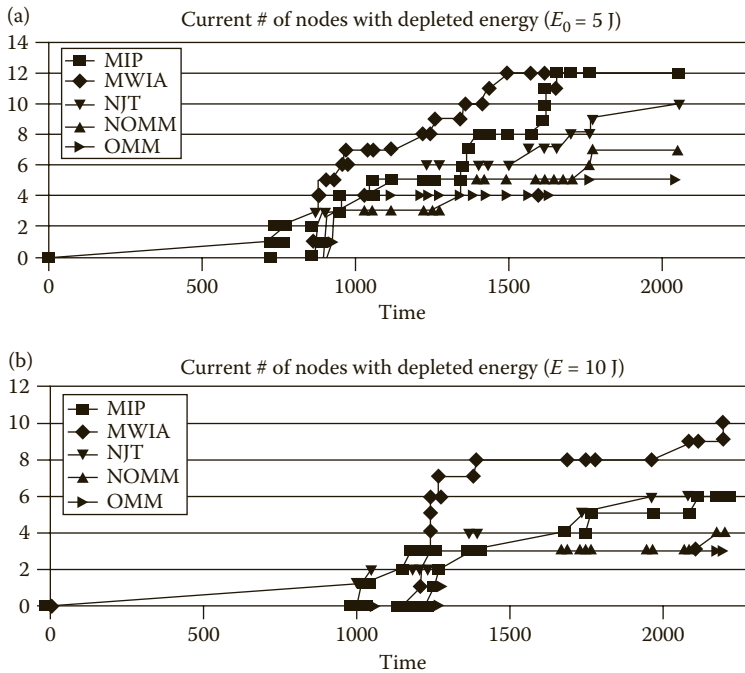 (a)
Current # of nodes with depleted energy (E0 = 5 J)
14
12
10
8
6
4
2
0
MIP
MWIA
NJT
NOMM
OMM
0 500 1000 1500 2000
Time
(b)
Current # of nodes with depleted energy (E = 10 J)
12
10
8
6
4
2
0
MIP
MWIA
NJT
NOMM
OMM
0 500 1000 1500 2000
Time